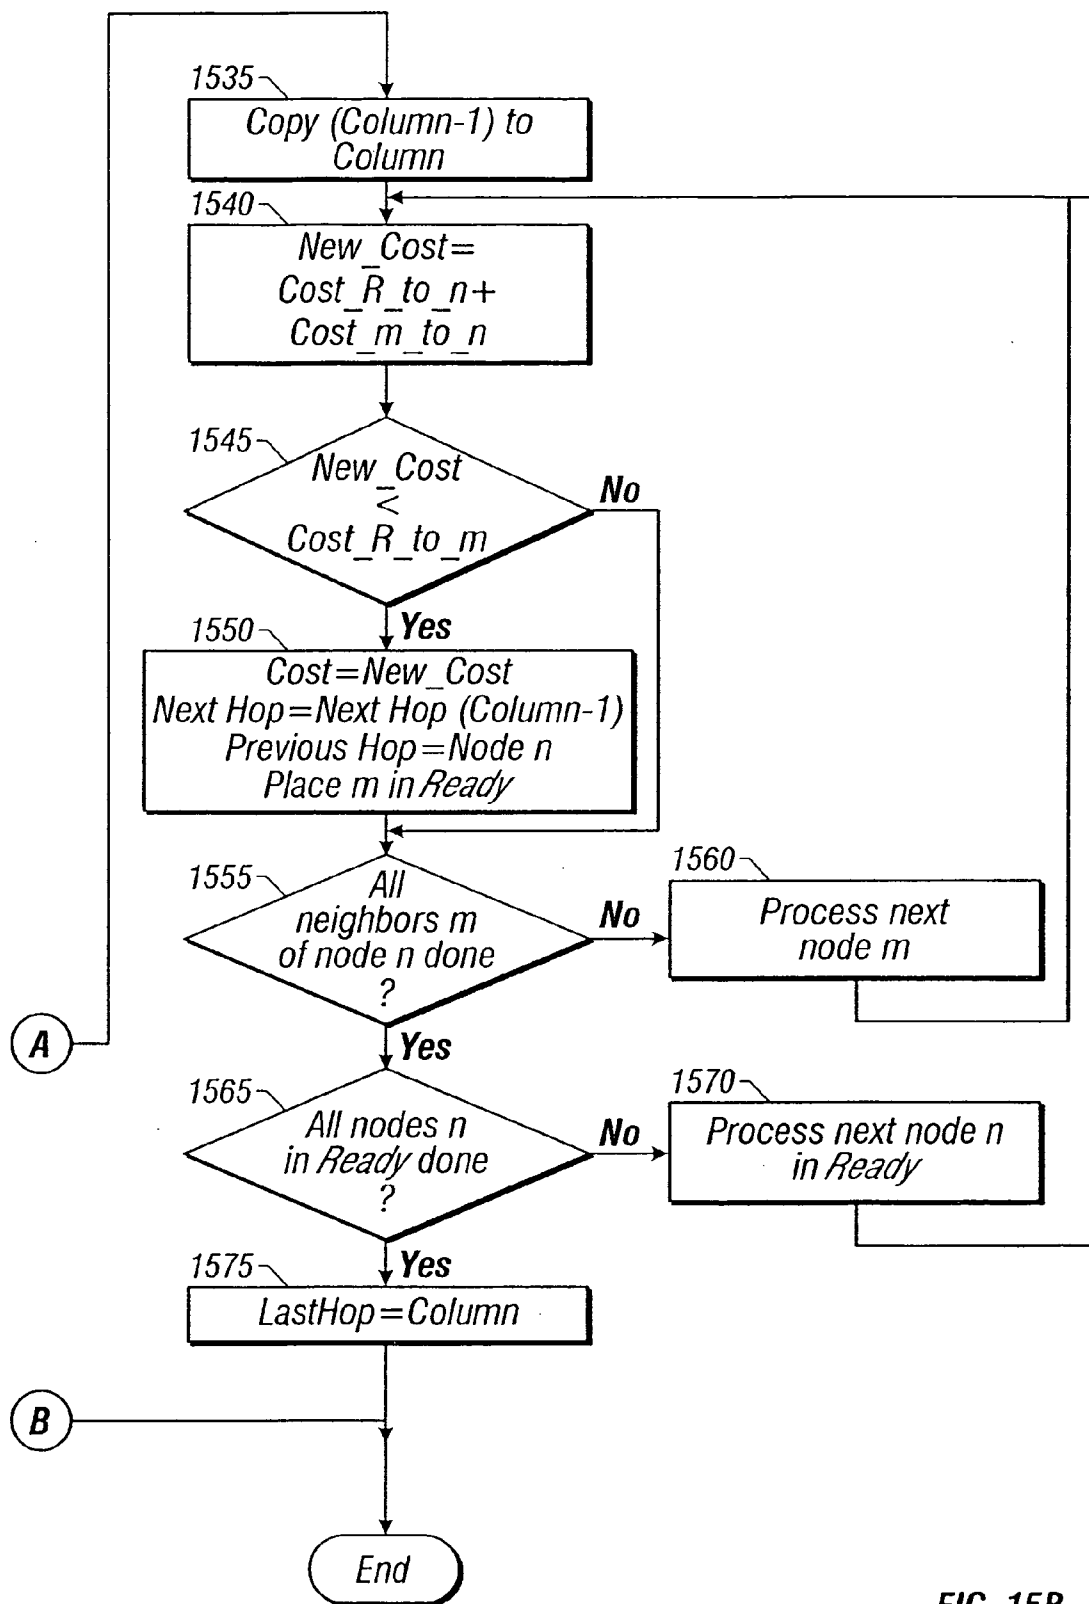 1535
Copy (Column-1) to
Column
1540
New_Cost=
Cost_R_to_n+
Cost_m_to_n
1545
New_Cost
<
Cost_R_to_m
No
Yes
1550
Cost=New_Cost
Next Hop=Next Hop (Column-1)
Previous Hop=Node n
Place m in Ready
1555
All
neighbors m
of node n done
?
No
1560
Process next
node m
A
Yes
1565
All nodes n
in Ready done
?
No
1570
Process next node n
in Ready
Yes
1575
LastHop=Column
B
End
FIG. 15B